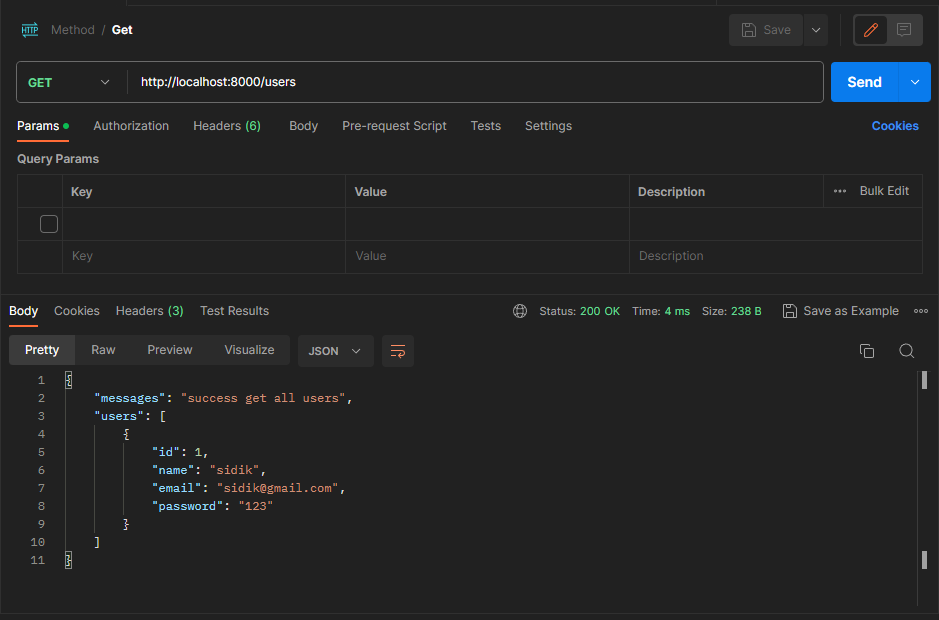 HTTP Method / Get Save
GET http://localhost:8000/users Send
Params Authorization Headers (6) Body Pre-request Script Tests Settings Cookies
Query Params
Key Value Description ••• Bulk Edit
Key Value Description
Body Cookies Headers (3) Test Results Status: 200 OK Time: 4 ms Size: 238 B Save as Example
Pretty Raw Preview Visualize JSON
1 {
2 "messages": "success get all users",
3 "users": [
4 {
5 "id": 1,
6 "name": "sidik",
7 "email": "sidik@gmail.com",
8 "password": "123"
9 }
10 ]
11 }